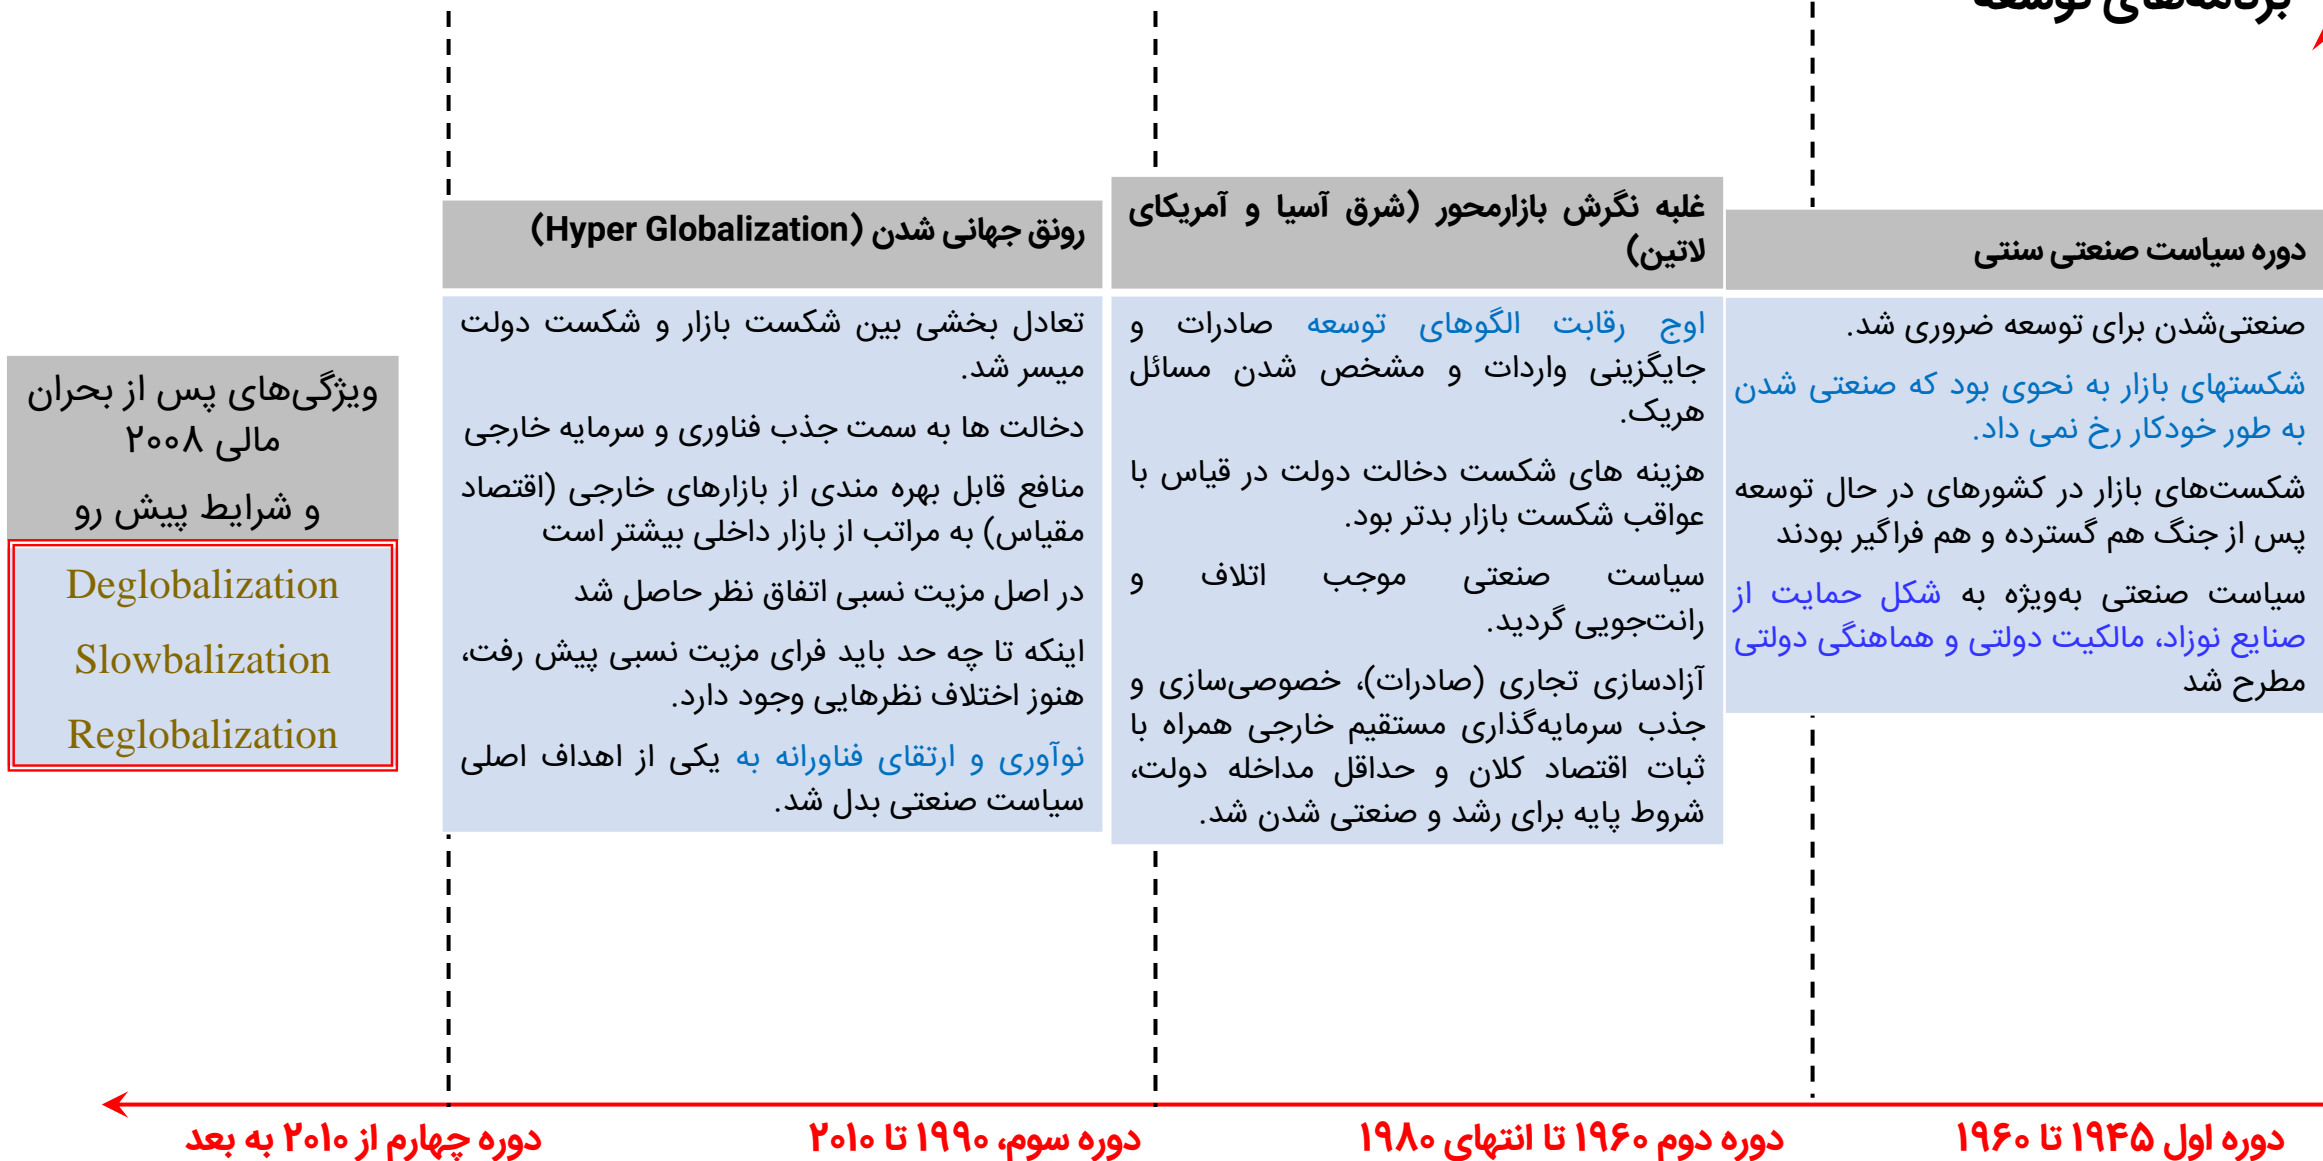 برنامه‌های توسعه
دوره سیاست صنعتی سنتی
صنعتی‌شدن برای توسعه ضروری شد.
شکستهای بازار به نحوی بود که صنعتی شدن
به طور خودکار رخ نمی داد.
شکست‌های بازار در کشورهای در حال توسعه
پس از جنگ هم گسترده و هم فراگیر بودند
سیاست صنعتی به‌ویژه به شکل حمایت از
صنایع نوزاد، مالکیت دولتی و هماهنگی دولتی
مطرح شد
غلبه نگرش بازارمحور (شرق آسیا و آمریکای
لاتین)
اوج رقابت الگوهای توسعه صادرات و
جایگزینی واردات و مشخص شدن مسائل
هریک.
هزینه های شکست دخالت دولت در قیاس با
عواقب شکست بازار بدتر بود.
سیاست صنعتی موجب اتلاف و
رانت‌جویی گردید.
آزادسازی تجاری (صادرات)، خصوصی‌سازی و
جذب سرمایه‌گذاری مستقیم خارجی همراه با
ثبات اقتصاد کلان و حداقل مداخله دولت،
شروط پایه برای رشد و صنعتی شدن شد.
رونق جهانی شدن (Hyper Globalization)
تعادل بخشی بین شکست بازار و شکست دولت
میسر شد.
دخالت ها به سمت جذب فناوری و سرمایه خارجی
منافع قابل بهره مندی از بازارهای خارجی (اقتصاد
مقیاس) به مراتب از بازار داخلی بیشتر است
در اصل مزیت نسبی اتفاق نظر حاصل شد
اینکه تا چه حد باید فرای مزیت نسبی پیش رفت،
هنوز اختلاف نظرهایی وجود دارد.
نوآوری و ارتقای فناورانه به یکی از اهداف اصلی
سیاست صنعتی بدل شد.
ویژگی‌های پس از بحران
مالی ۲۰۰۸
و شرایط پیش رو
Deglobalization
Slowbalization
Reglobalization
دوره اول ۱۹۴۵ تا ۱۹۶۰
دوره دوم ۱۹۶۰ تا انتهای ۱۹۸۰
دوره سوم، ۱۹۹۰ تا ۲۰۱۰
دوره چهارم از ۲۰۱۰ به بعد